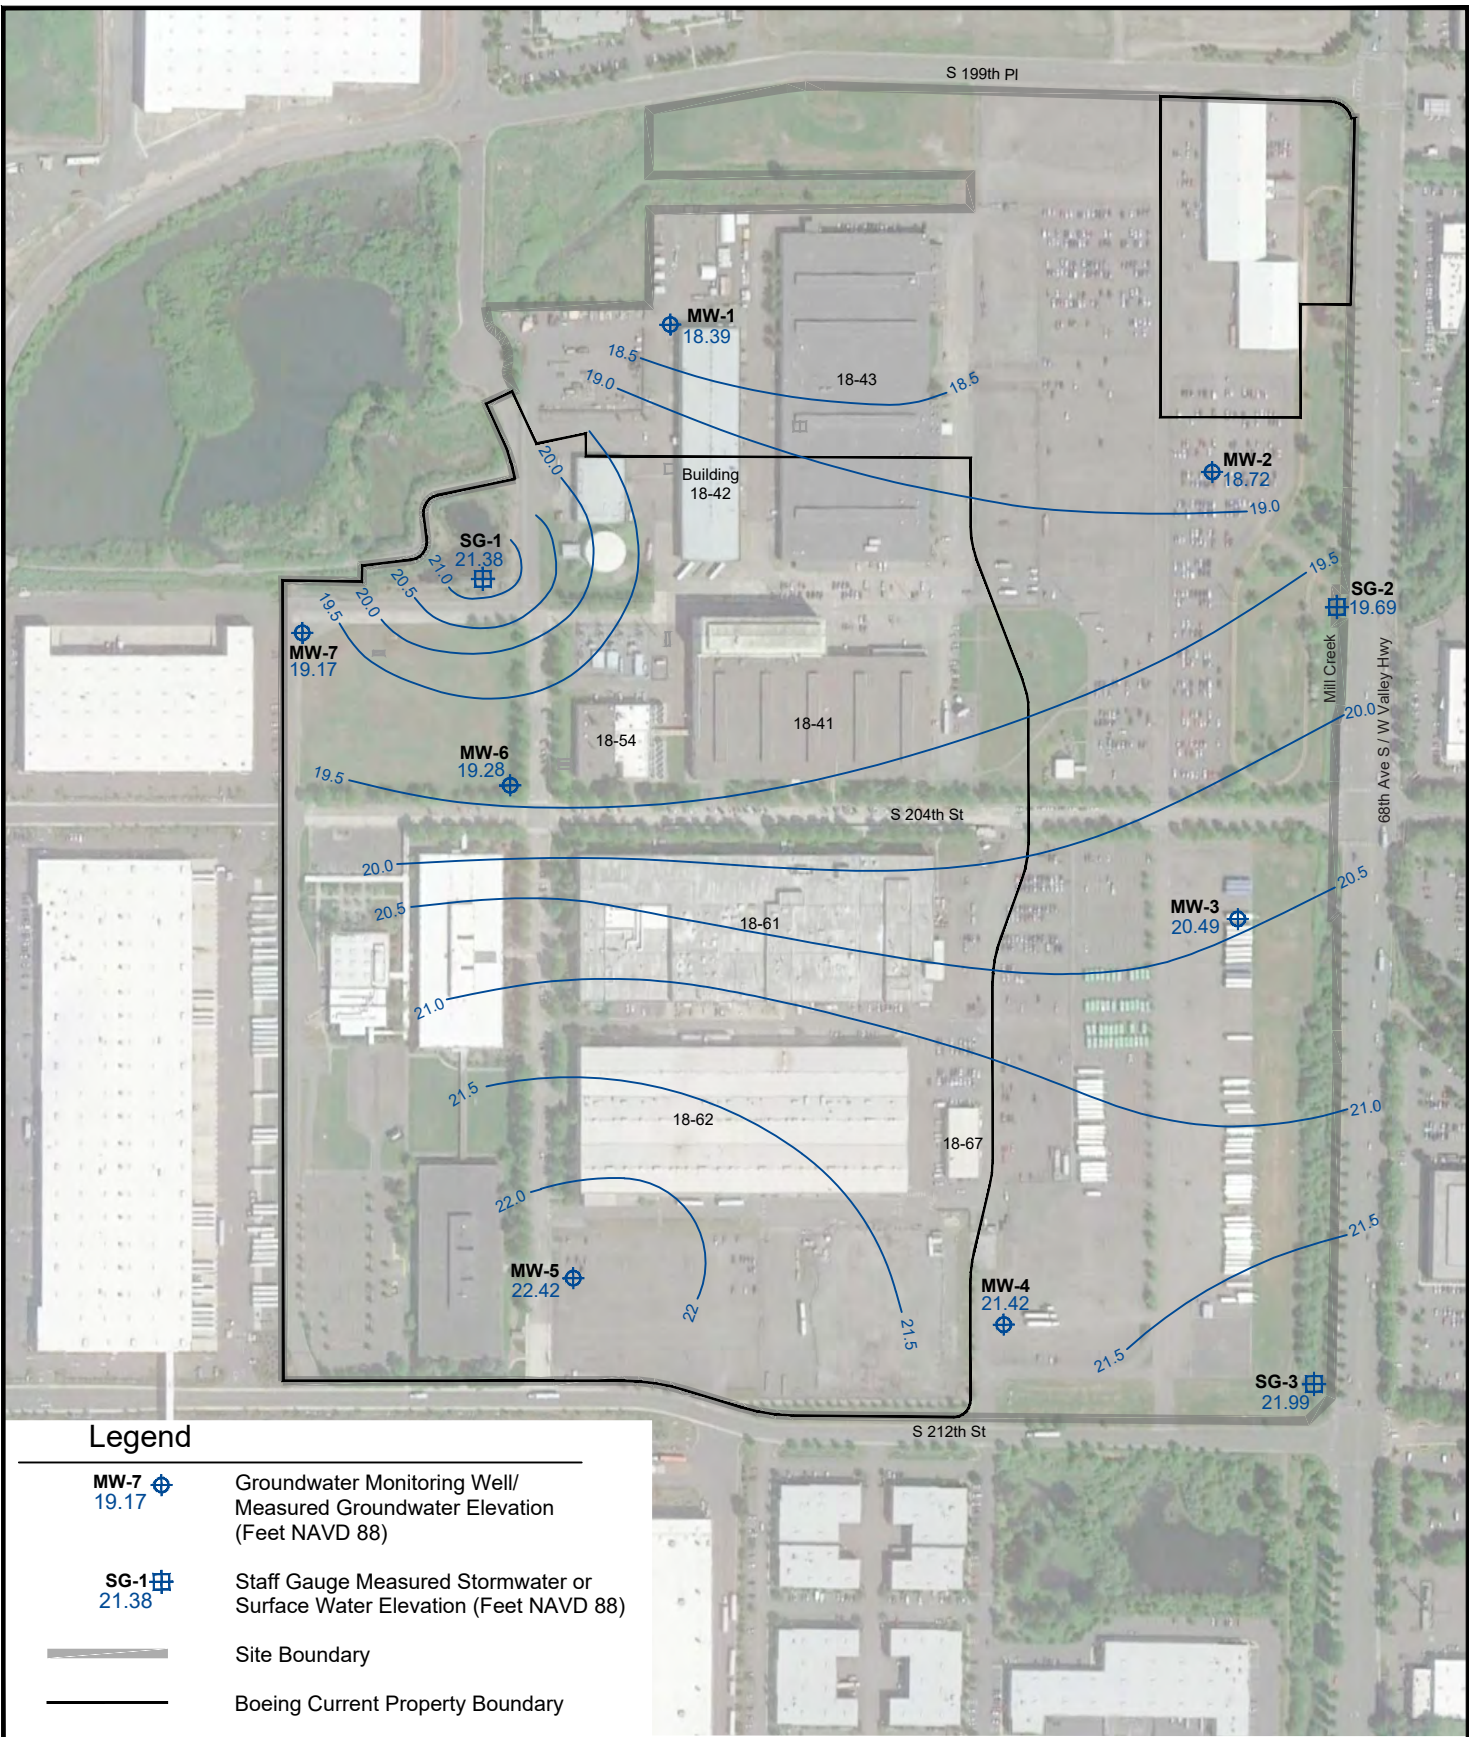 S 199th Pl
MW-1
18.39
18.5
19.0
18-43
18.5
20.0
Building
18-42
MW-2
18.72
19.0
SG-1
21.38
21.0
20.5
20.0
19.5
19.5
SG-2
19.69
MW-7
19.17
Mill Creek
68th Ave S / W Valley Hwy
20.0
18-54
18-41
MW-6
19.28
19.5
S 204th St
20.0
20.5
20.5
18-61
MW-3
20.49
21.0
21.5
18-62
18-67
21.0
22.0
21.5
MW-5
22.42
22
21.5
MW-4
21.42
21.5
SG-3
21.99
S 212th St
Legend
MW-7
19.17
Groundwater Monitoring Well/
Measured Groundwater Elevation
(Feet NAVD 88)
SG-1
21.38
Staff Gauge Measured Stormwater or
Surface Water Elevation (Feet NAVD 88)
Site Boundary
Boeing Current Property Boundary